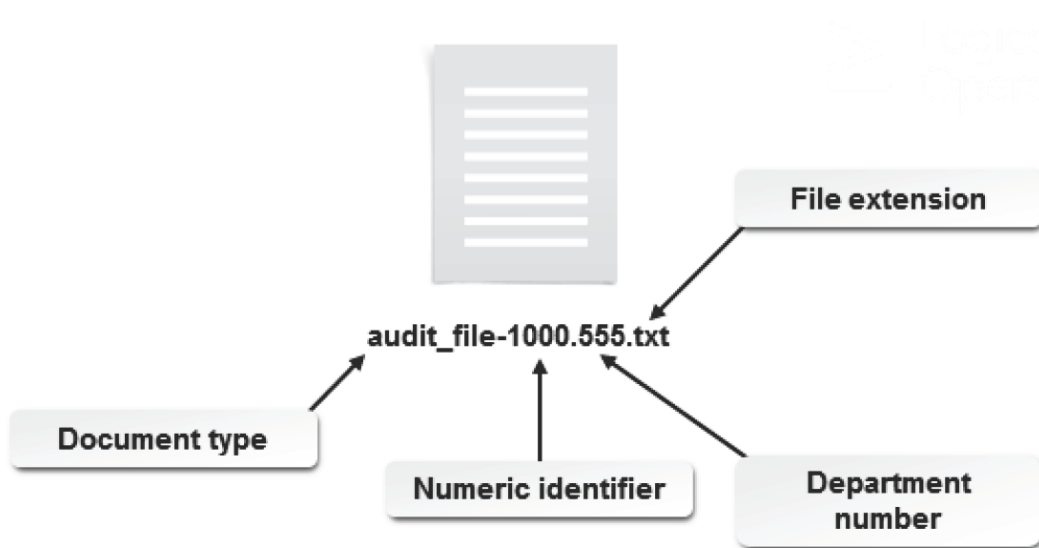 File extension
audit_file-1000.555.txt
Document type
Numeric identifier
Department
number